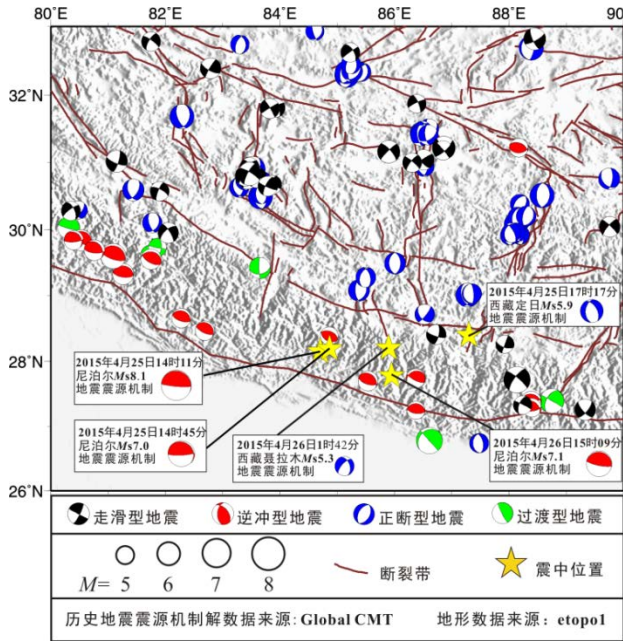 80°E 82° 84° 86° 88° 90
32°N
30°N
28°N
26°N
2015年4月25日17时17分
西藏定日Ms5.9
地震震源机制
2015年4月25日14时11分
尼泊尔Ms8.1
地震震源机制
2015年4月25日14时45分
尼泊尔Ms7.0
地震震源机制
2015年4月26日1时42分
西藏聂拉木Ms5.3
地震震源机制
2015年4月26日15时09分
尼泊尔Ms7.1
地震震源机制
走滑型地震 逆冲型地震 正断型地震 过渡型地震
M= 5 6 7 8 断裂带 震中位置
历史地震震源机制解数据来源: Global CMT 地形数据来源: etopo1